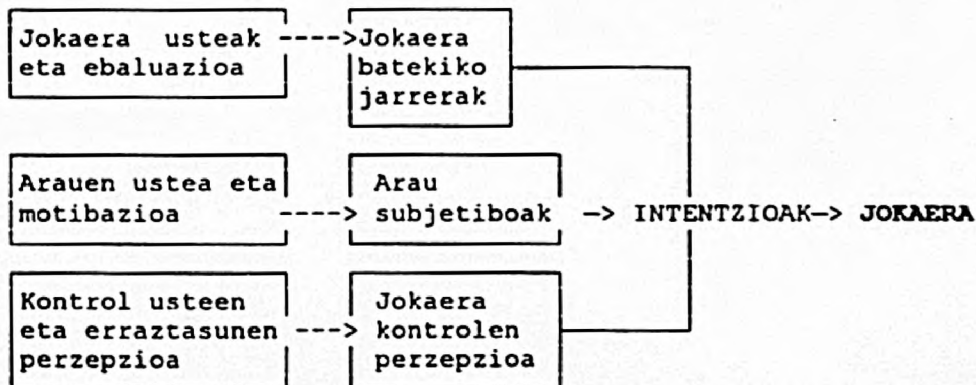 Jokaera usteak ---->Jokaera
eta ebaluazioa batekiko
jarrerak
Arauen ustea eta Arau
motibazioa ----> subjetiboak —> INTENTZIOAK—> JOKAERA
Kontrol usteen Jokaera
eta erraztasunen ---> kontrolen
perzepzioa perzepzioa